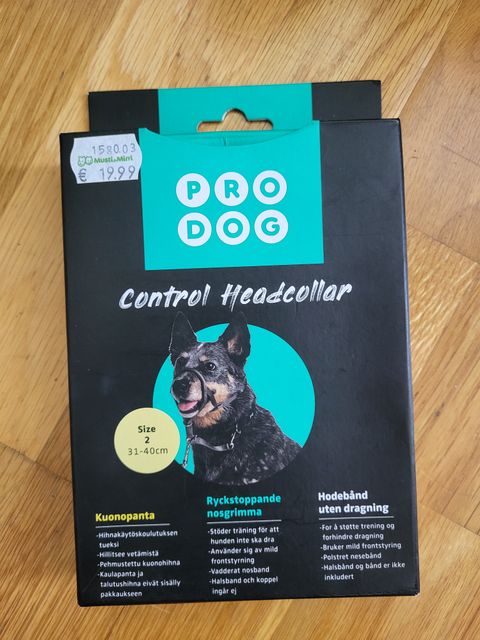 1580.03
Musti&Mirri
€ 19.99
PRO
DOG
Control Headcollar
Size
2
31-40cm
Kuonopanta
-Hihnakäytöskoulutuksen
tueksi
-Hillitsee vetämistä
-Pehmustettu kuonohihna
-Kaulapanta ja
talutushihna eivät sisälly
pakkaukseen
Ryckstoppande
nosgrimma
-Stöder träning för att
hunden inte ska dra
-Använder sig av mild
frontstyrning
-Vadderat nosband
-Halsband och koppel
ingår ej
Hodebånd
uten dragning
-For å støtte trening og
forhindre dragning
-Bruker mild frontstyring
-Polstret nesebånd
-Halsbånd og bånd er ikke
inkludert